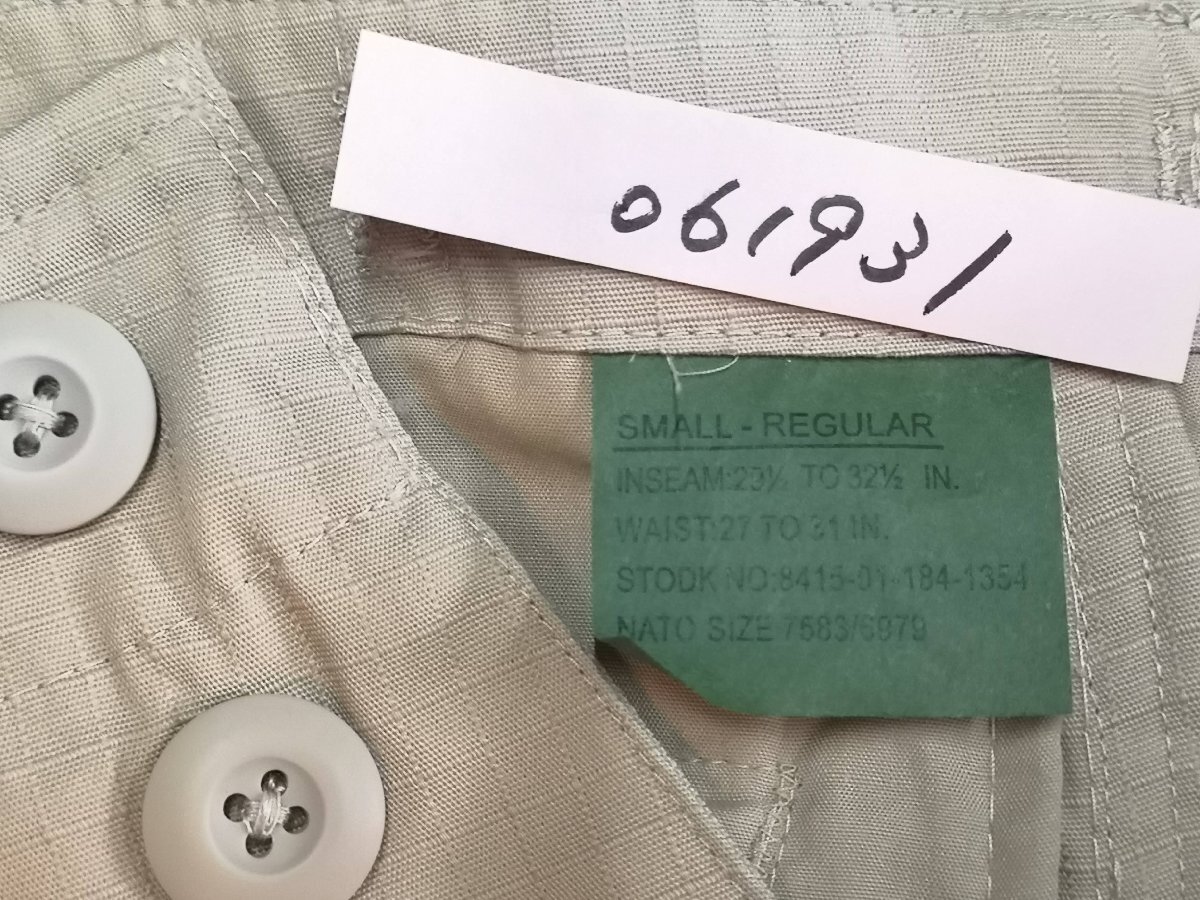 061931
SMALL - REGULAR
INSEAM:29½ TO 32½ IN.
WAIST:27 TO 31 IN.
STODK NO:8415-01-184-1354
NATO SIZE 7583/6979